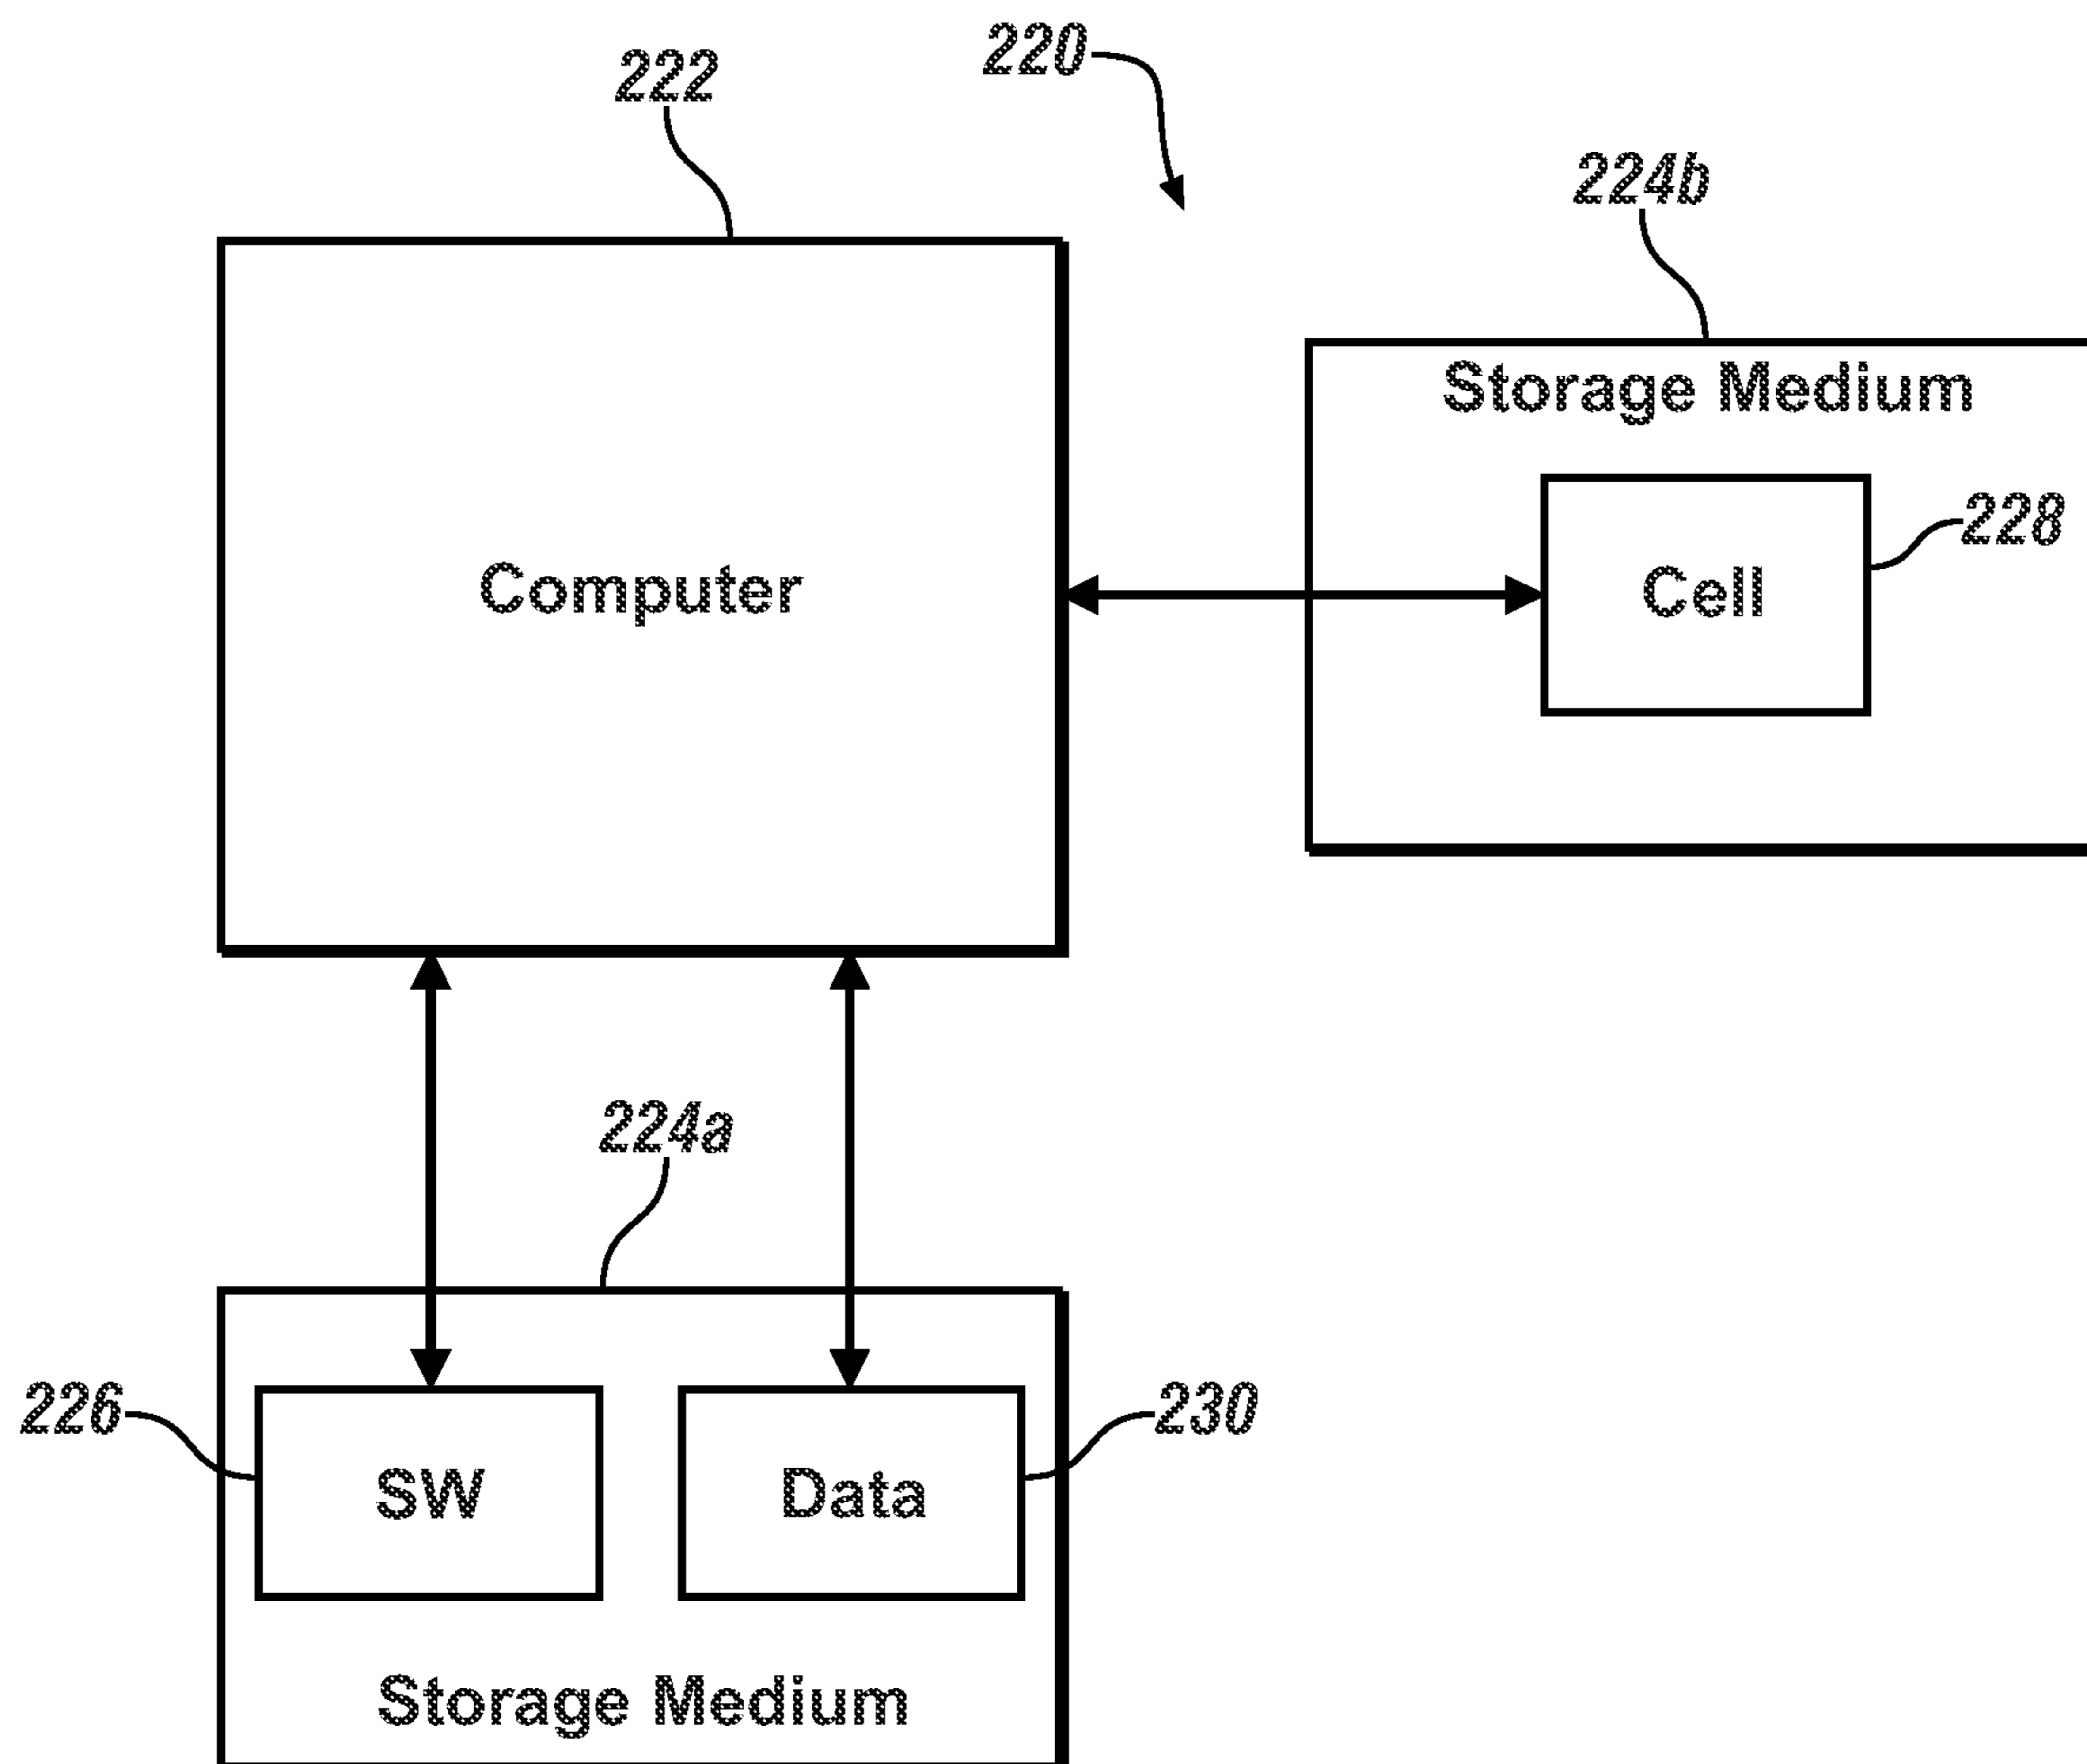 220
222
224b
Storage Medium
228
Computer
Cell
224a
226
230
SW
Data
Storage Medium